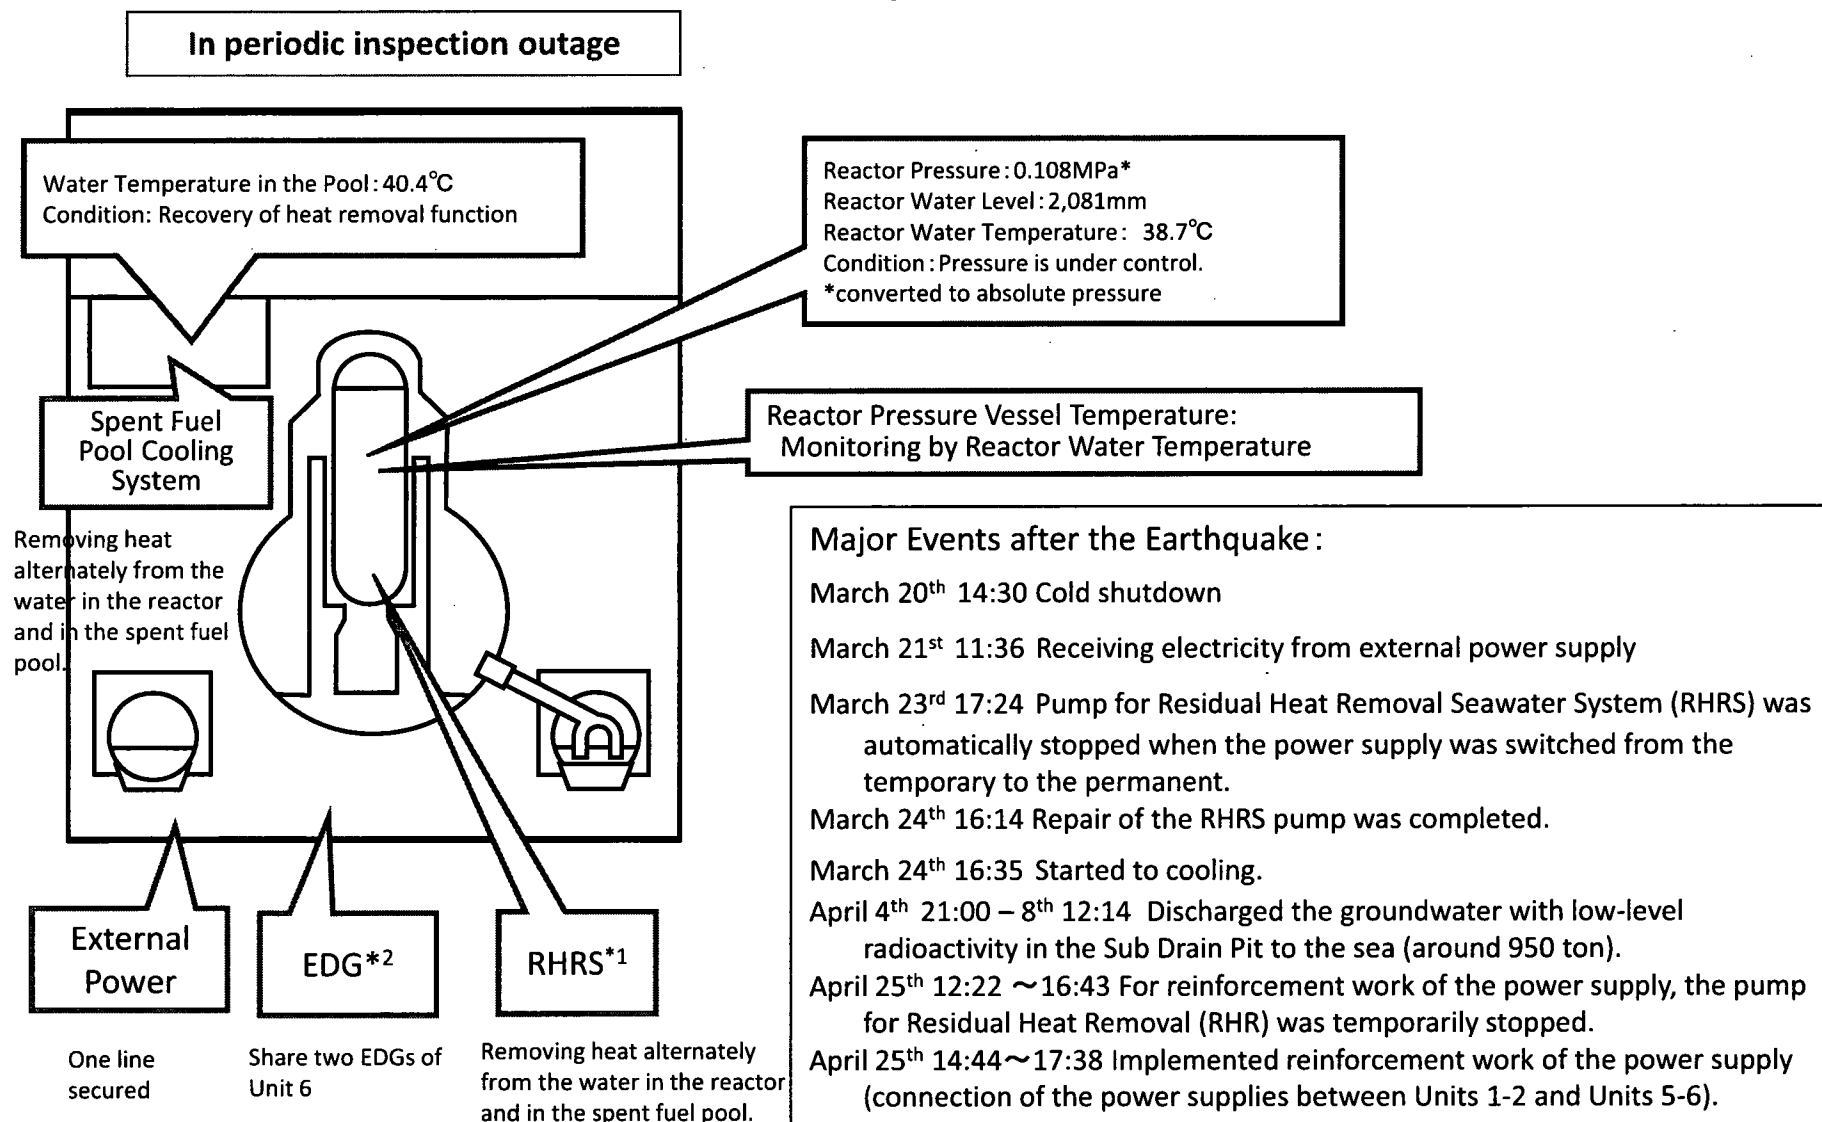 In periodic inspection outage
Water Temperature in the Pool : 40.4℃
Condition: Recovery of heat removal function
Reactor Pressure : 0.108MPa*
Reactor Water Level : 2,081mm
Reactor Water Temperature : 38.7℃
Condition : Pressure is under control.
*converted to absolute pressure
Spent Fuel
Pool Cooling
System
Reactor Pressure Vessel Temperature:
Monitoring by Reactor Water Temperature
Removing heat
alternately from the
water in the reactor
and in the spent fuel
pool.
External
Power
EDG*2
RHRS*1
One line
secured
Share two EDGs of
Unit 6
Removing heat alternately
from the water in the reactor
and in the spent fuel pool.
Major Events after the Earthquake :
March 20th 14:30 Cold shutdown
March 21st 11:36 Receiving electricity from external power supply
March 23rd 17:24 Pump for Residual Heat Removal Seawater System (RHRS) was
automatically stopped when the power supply was switched from the
temporary to the permanent.
March 24th 16:14 Repair of the RHRS pump was completed.
March 24th 16:35 Started to cooling.
April 4th 21:00 – 8th 12:14 Discharged the groundwater with low-level
radioactivity in the Sub Drain Pit to the sea (around 950 ton).
April 25th 12:22 ～16:43 For reinforcement work of the power supply, the pump
for Residual Heat Removal (RHR) was temporarily stopped.
April 25th 14:44～17:38 Implemented reinforcement work of the power supply
(connection of the power supplies between Units 1-2 and Units 5-6).